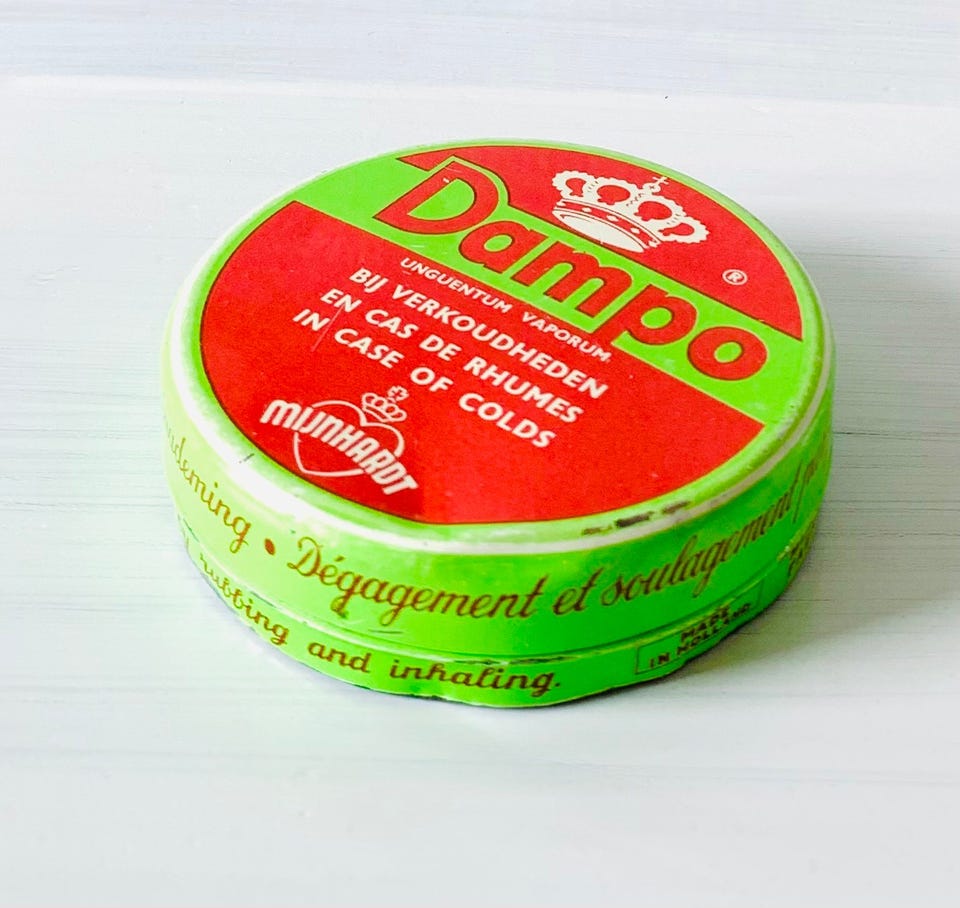 Dampo
®
UNGUENTUM VAPORUM.
BIJ VERKOUDHEDEN
EN CAS DE RHUMES
IN CASE OF COLDS
MIJNHARDT
• Dégagement et soulagement
rubbing and inhaling.
MADE
IN HOLLAND